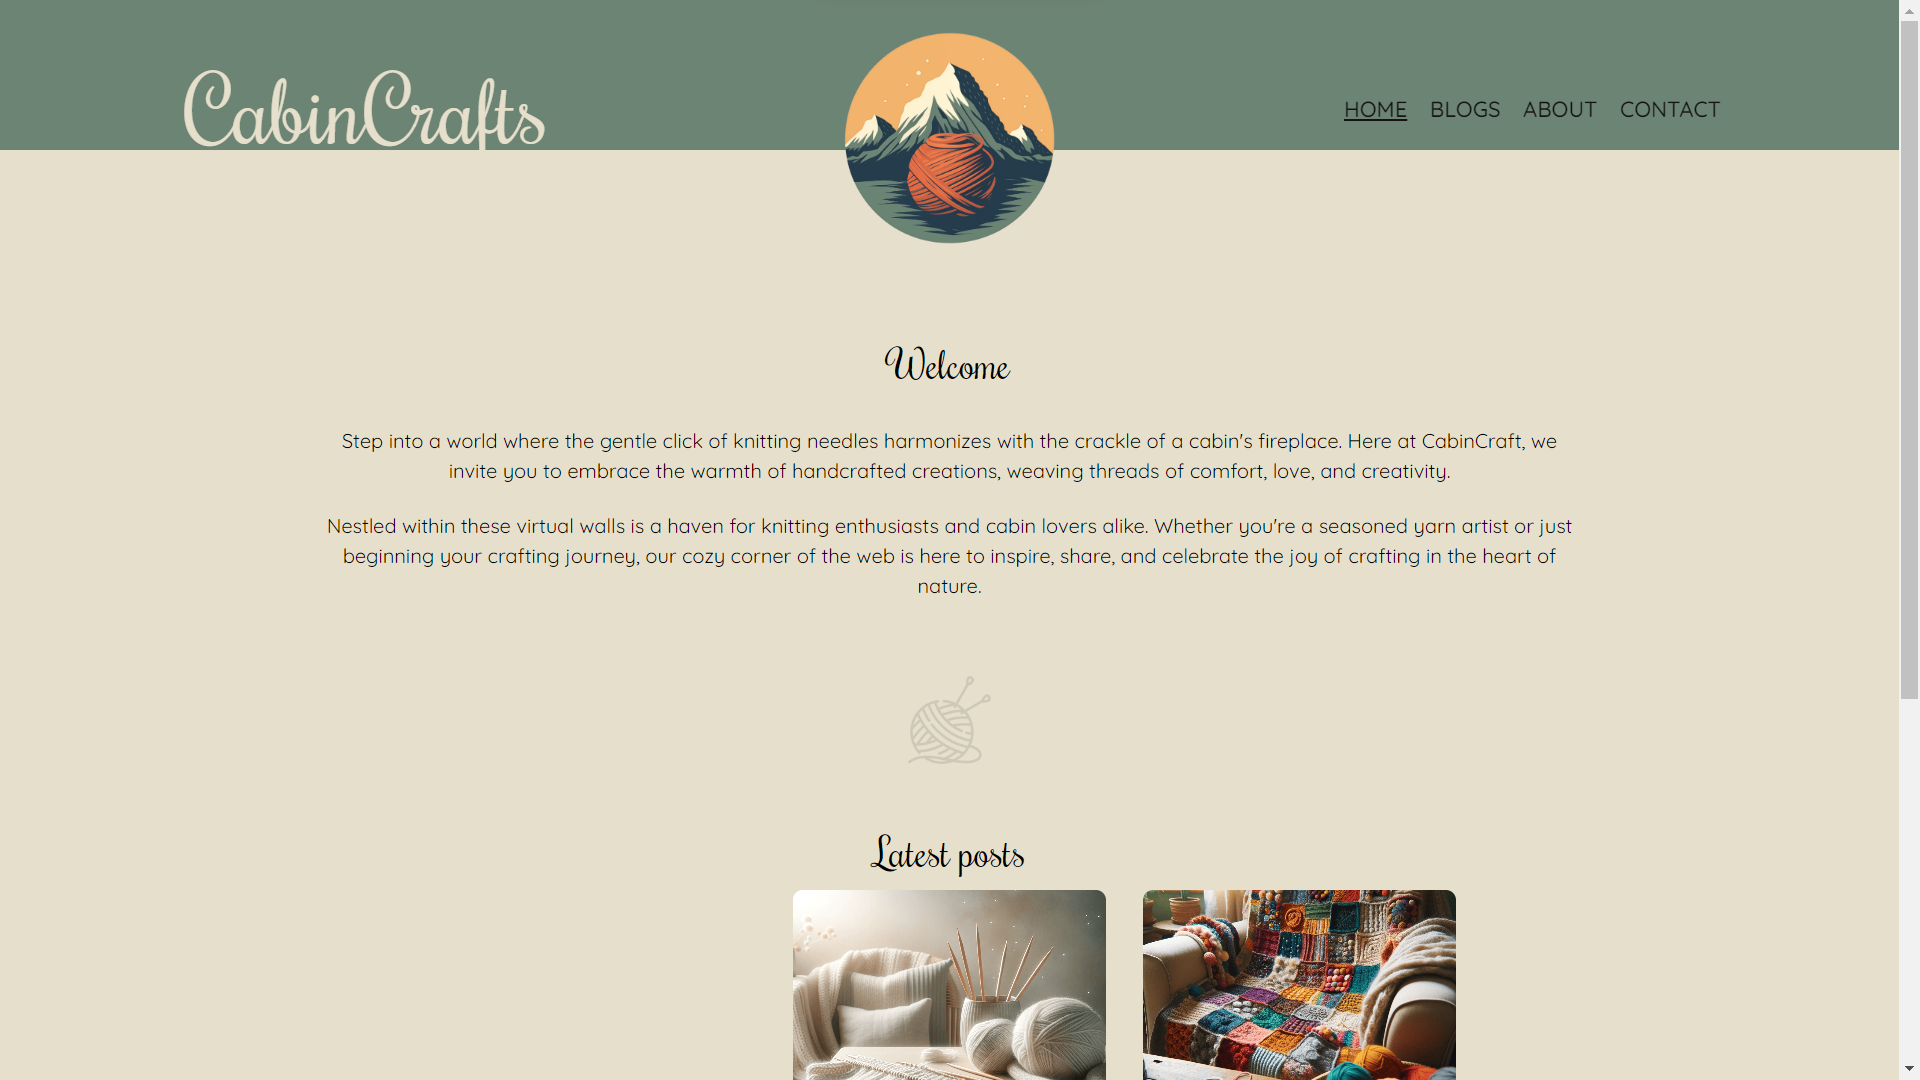 CabinCrafts
HOME BLOGS ABOUT CONTACT
Welcome
Step into a world where the gentle click of knitting needles harmonizes with the crackle of a cabin's fireplace. Here at CabinCraft, we
invite you to embrace the warmth of handcrafted creations, weaving threads of comfort, love, and creativity.
Nestled within these virtual walls is a haven for knitting enthusiasts and cabin lovers alike. Whether you're a seasoned yarn artist or just
beginning your crafting journey, our cozy corner of the web is here to inspire, share, and celebrate the joy of crafting in the heart of
nature.
Latest posts